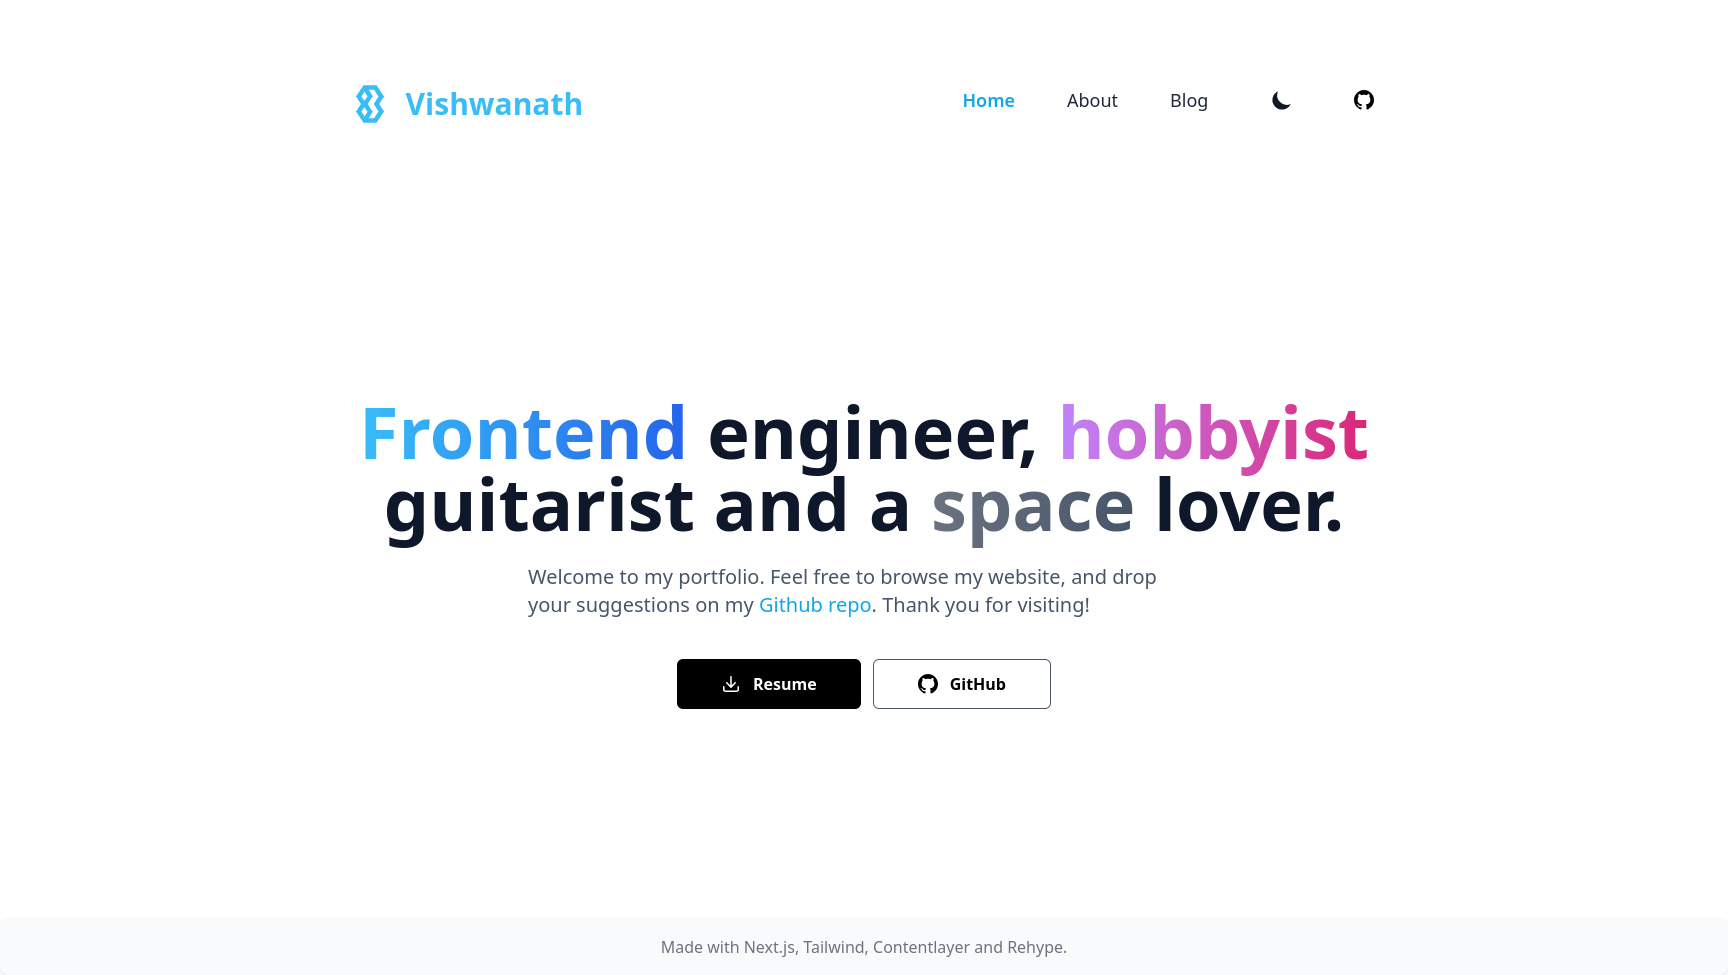 Vishwanath
Home
About
Blog
Frontend engineer, hobbyist
guitarist and a space lover.
Welcome to my portfolio. Feel free to browse my website, and drop
your suggestions on my Github repo. Thank you for visiting!
Resume
GitHub
Made with Next.js, Tailwind, Contentlayer and Rehype.